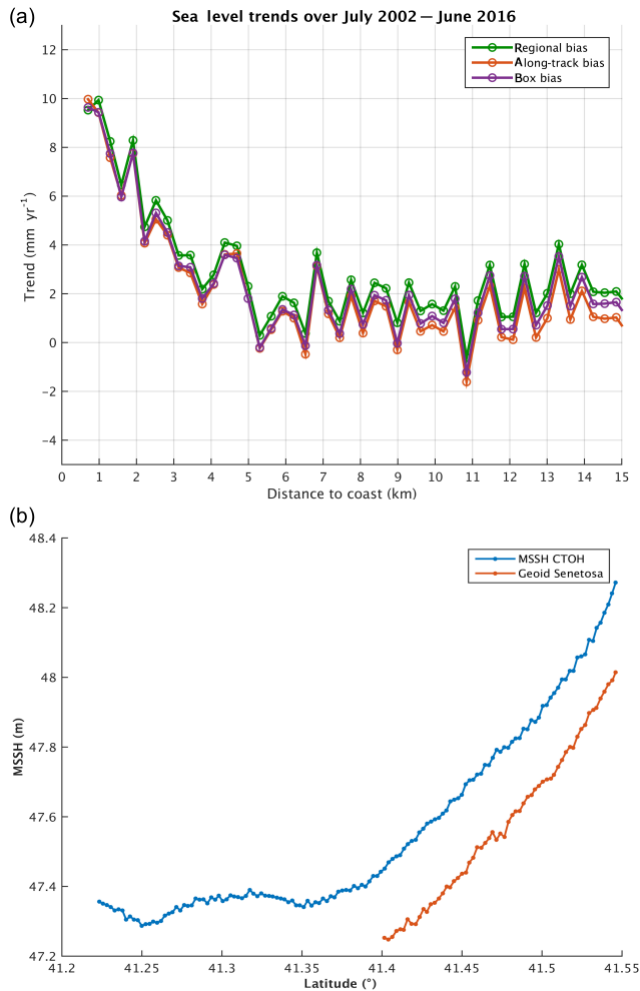 (a)
Sea level trends over July 2002 — June 2016
Regional bias
Along-track bias
Box bias
12
10
8
6
4
2
0
-2
-4
Trend (mm yr⁻¹)
0 1 2 3 4 5 6 7 8 9 10 11 12 13 14 15
Distance to coast (km)
(b)
48.4
MSSH CTOH
Geoid Senetosa
48.2
48
47.8
47.6
47.4
47.2
MSSH (m)
41.2 41.25 41.3 41.35 41.4 41.45 41.5 41.55
Latitude (°)